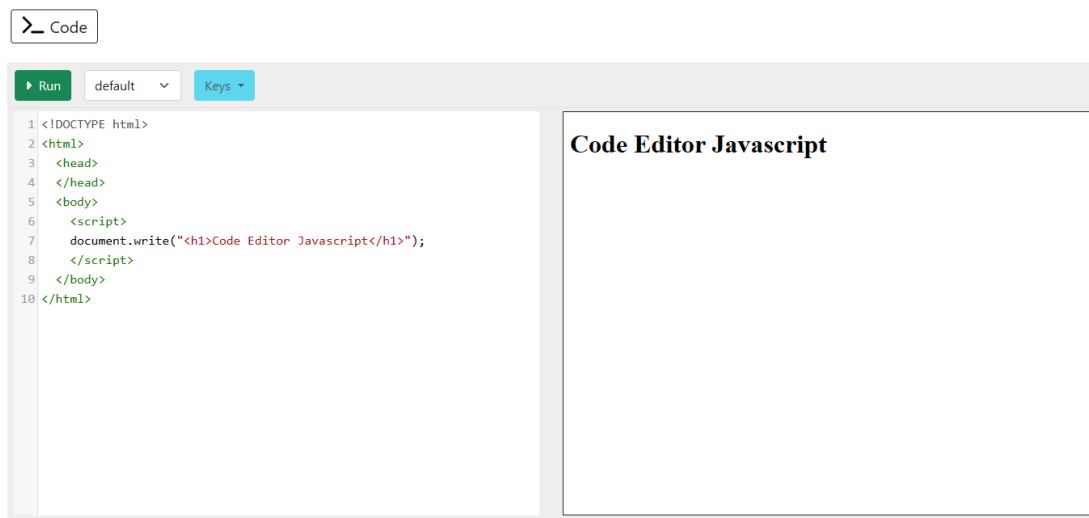 Code
Run default Keys
1 <!DOCTYPE html>
2 <html>
3 <head>
4 </head>
5 <body>
6 <script>
7 document.write("<h1>Code Editor Javascript</h1>");
8 </script>
9 </body>
10 </html>
Code Editor Javascript